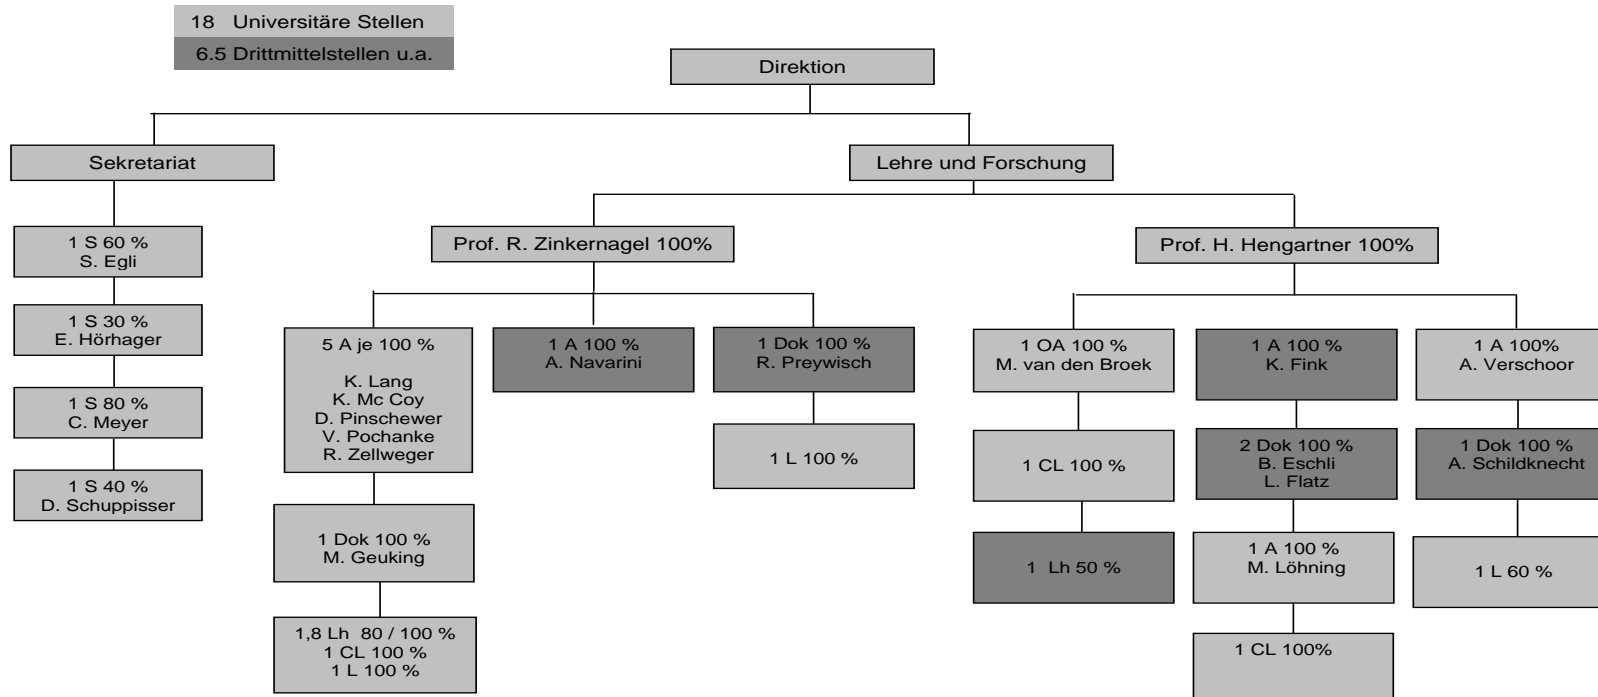 18 Universitäre Stellen
6.5 Drittmittelstellen u.a.
Direktion
Sekretariat
Lehre und Forschung
1 S 60 %
S. Egli
1 S 30 %
E. Hörhager
1 S 80 %
C. Meyer
1 S 40 %
D. Schuppisser
Prof. R. Zinkernagel 100%
5 A je 100 %
K. Lang
K. Mc Coy
D. Pinschewer
V. Pochanke
R. Zellweger
1 Dok 100 %
M. Geuking
1,8 Lh 80 / 100 %
1 CL 100 %
1 L 100 %
1 A 100 %
A. Navarini
1 Dok 100 %
R. Preywisch
1 L 100 %
Prof. H. Hengartner 100%
1 OA 100 %
M. van den Broek
1 CL 100 %
1 Lh 50 %
1 A 100 %
K. Fink
2 Dok 100 %
B. Eschli
L. Flatz
1 A 100 %
M. Löhning
1 CL 100%
1 A 100%
A. Verschoor
1 Dok 100 %
A. Schildknecht
1 L 60 %